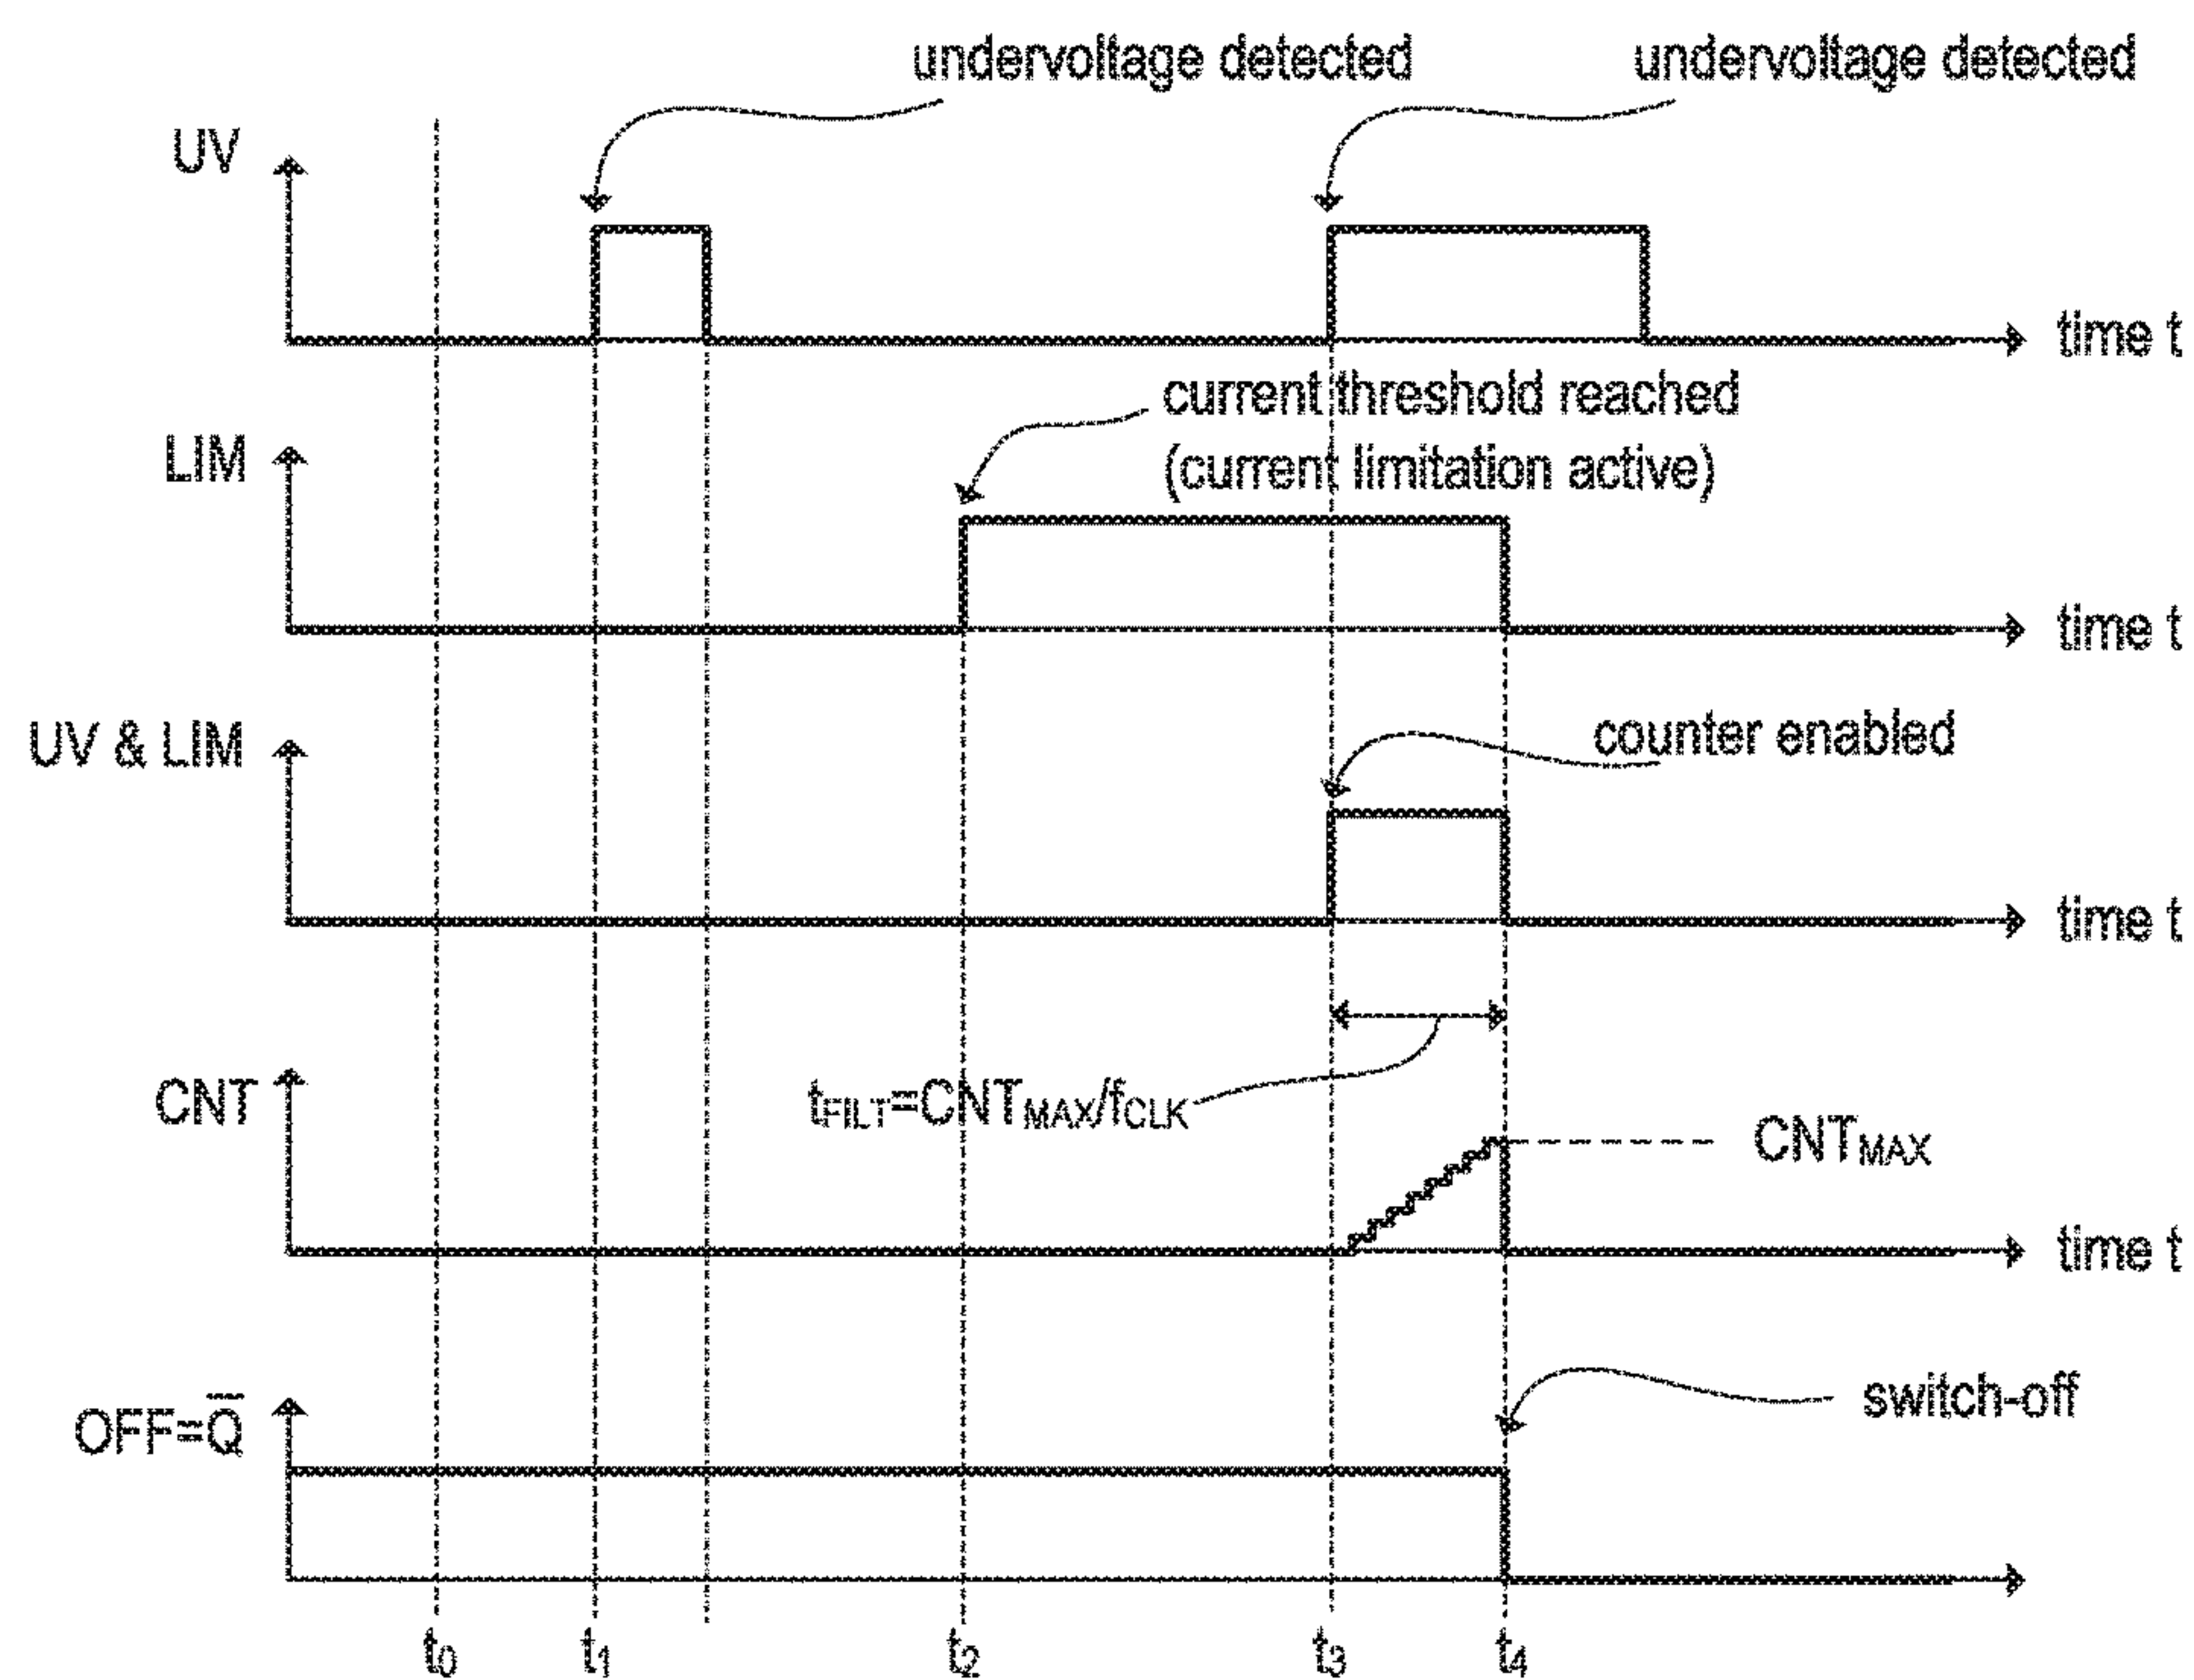 undervoltage detected
undervoltage detected
UV
time t
current threshold reached
(current limitation active)
LIM
time t
UV & LIM
counter enabled
time t
CNT
tFILT=CNTMAX/fCLK
CNTMAX
time t
OFF=Q̅
switch-off
t0
t1
t2
t3
t4